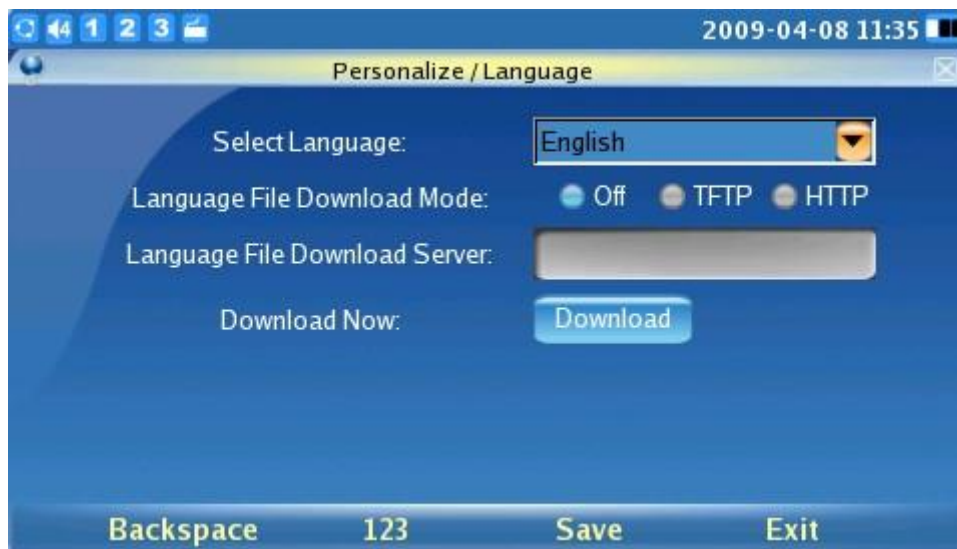 4 1 2 3 2009-04-08 11:35
Personalize / Language
Select Language: English
Language File Download Mode: Off TFTP HTTP
Language File Download Server:
Download Now: Download
Backspace 123 Save Exit